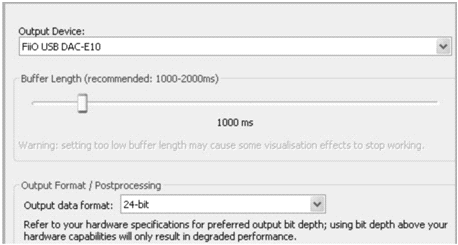 Output Device:
FiiO USB DAC-E10
Buffer Length (recommended: 1000-2000ms)
1000 ms
Warning: setting too low buffer length may cause some visualisation effects to stop working.
Output Format / Postprocessing
Output data format: 24-bit
Refer to your hardware specifications for preferred output bit depth; using bit depth above your
hardware capabilities will only result in degraded performance.